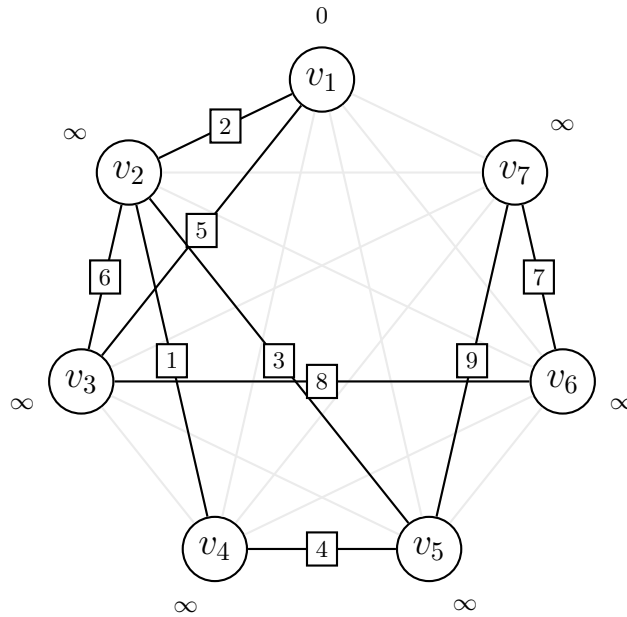 0
v₁
∞
2
∞
v₂
v₇
5
6
7
1
3
9
v₃
8
v₆
∞
∞
v₄
4
v₅
∞
∞